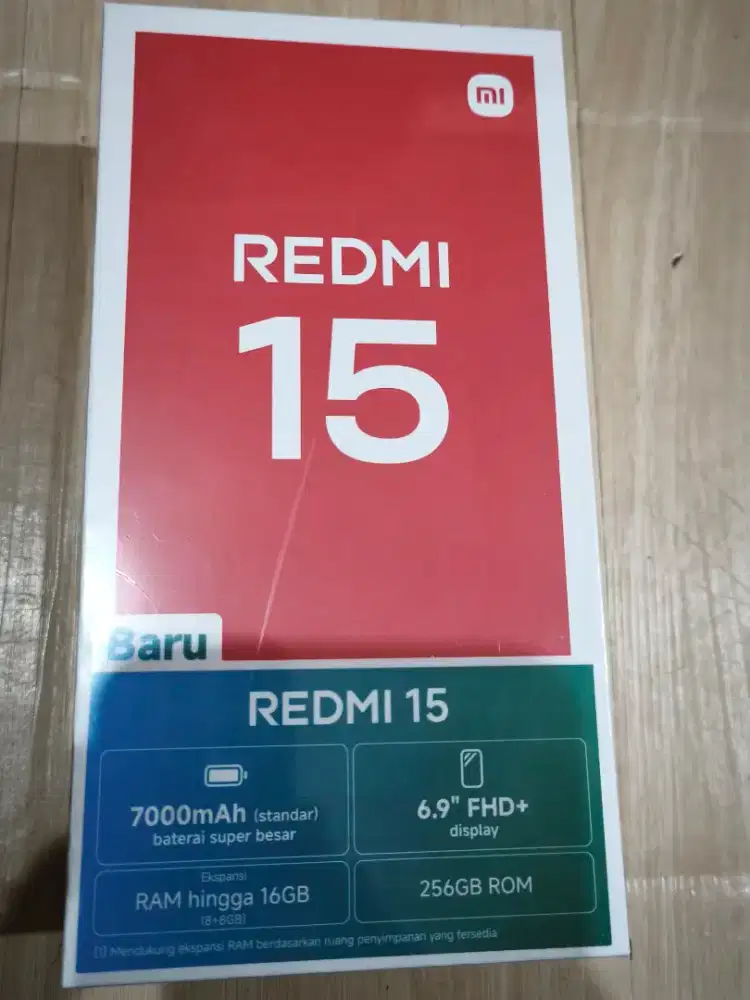 mi
REDMI
15
Baru
REDMI 15
7000mAh (standar)
baterai super besar
6.9" FHD+
display
Ekspansi
RAM hingga 16GB
(8+8GB)
256GB ROM
[1] Mendukung ekspansi RAM berdasarkan ruang penyimpanan yang tersedia